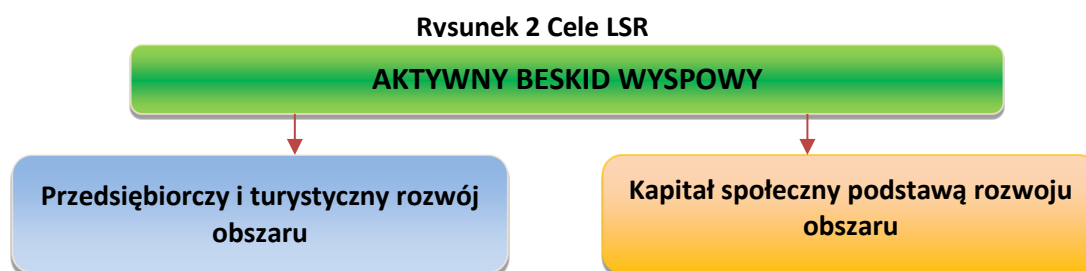 Rysunek 2 Cele LSR
AKTYWNY BESKID WYSPOWY
Przedsiębiorczy i turystyczny rozwój
obszaru
Kapitał społeczny podstawą rozwoju
obszaru